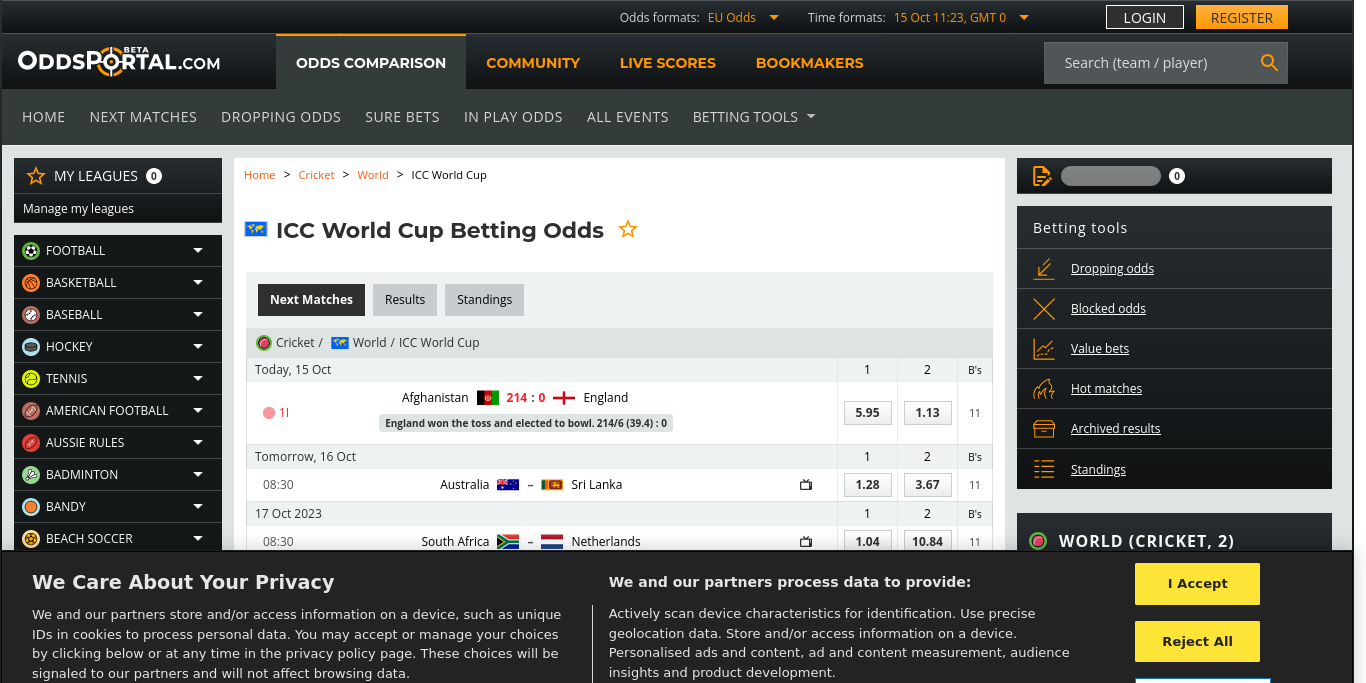 Odds formats: EU Odds
Time formats: 15 Oct 11:23, GMT 0
LOGIN
REGISTER
ODDSPORTAL.COM
BETA
ODDS COMPARISON
COMMUNITY
LIVE SCORES
BOOKMAKERS
Search (team / player)
HOME
NEXT MATCHES
DROPPING ODDS
SURE BETS
IN PLAY ODDS
ALL EVENTS
BETTING TOOLS
MY LEAGUES 0
Manage my leagues
FOOTBALL
BASKETBALL
BASEBALL
HOCKEY
TENNIS
AMERICAN FOOTBALL
AUSSIE RULES
BADMINTON
BANDY
BEACH SOCCER
Home > Cricket > World > ICC World Cup
ICC World Cup Betting Odds
Next Matches
Results
Standings
Cricket / World / ICC World Cup
Today, 15 Oct 1 2 B's
Afghanistan 214 : 0 England
1I 5.95 1.13 11
England won the toss and elected to bowl. 214/6 (39.4) : 0
Tomorrow, 16 Oct 1 2 B's
08:30 Australia – Sri Lanka 1.28 3.67 11
17 Oct 2023 1 2 B's
08:30 South Africa – Netherlands 1.04 10.84 11
0
Betting tools
Dropping odds
Blocked odds
Value bets
Hot matches
Archived results
Standings
WORLD (CRICKET, 2)
We Care About Your Privacy
We and our partners store and/or access information on a device, such as unique
IDs in cookies to process personal data. You may accept or manage your choices
by clicking below or at any time in the privacy policy page. These choices will be
signaled to our partners and will not affect browsing data.
We and our partners process data to provide:
Actively scan device characteristics for identification. Use precise
geolocation data. Store and/or access information on a device.
Personalised ads and content, ad and content measurement, audience
insights and product development.
I Accept
Reject All